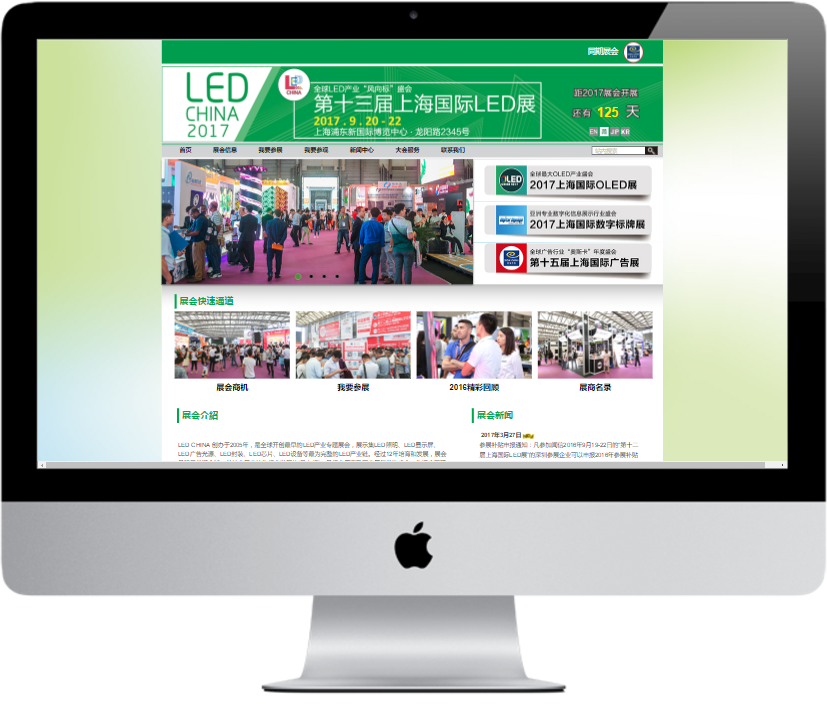 同期展会
LED
CHINA
2017
LED
CHINA
全球LED产业“风向标”盛会
第十三届上海国际LED展
2017 . 9 . 20 - 22
上海浦东新国际博览中心 · 龙阳路2345号
距2017展会开展
还有 125 天
EN 简 JP KR
首页 展会信息 我要参展 我要参观 新闻中心 大会服务 联系我们
站内搜索
LED
全球最大OLED产业盛会
2017上海国际OLED展
亚洲专业数字化信息展示行业盛会
2017上海国际数字标牌展
全球广告行业“奥斯卡”年度盛会
第十五届上海国际广告展
展会快速通道
展会商机 我要参展 2016精彩回顾 展商名录
展会介绍
LED CHINA 创办于2005年，是全球开创最早的LED产业专题展会，展示集LED照明、LED显示屏、
LED广告光源、LED封装、LED芯片、LED设备等最为完整的LED产业链。经过12年培育和发展，展会
展会新闻
2017年3月27日
参展补贴申报通知：凡参加闻信2016年9月19-22日的“第十二
届上海国际LED展”的深圳参展企业可以申报2016年参展补贴